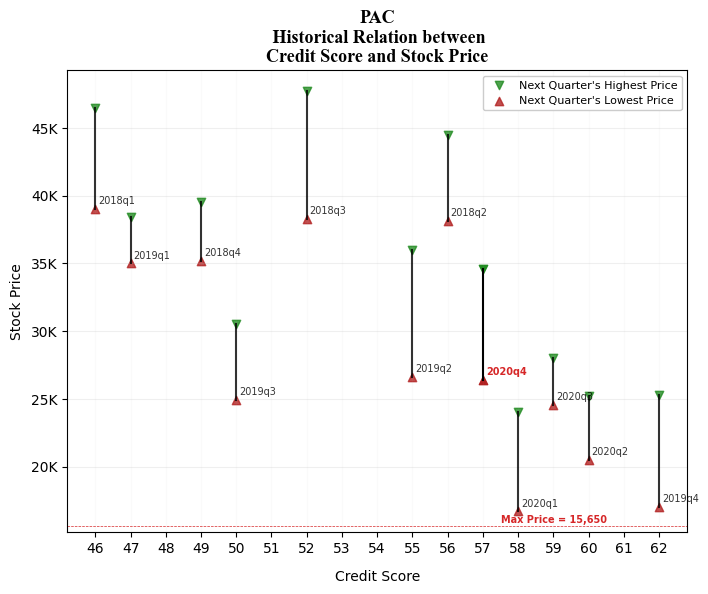 PAC
Historical Relation between
Credit Score and Stock Price
Next Quarter's Highest Price
Next Quarter's Lowest Price
Stock Price
45K
40K
35K
30K
25K
20K
2018q1
2019q1
2018q4
2019q3
2018q3
2019q2
2018q2
2020q4
2020q1
2020q2
2019q4
Max Price = 15,650
46 47 48 49 50 51 52 53 54 55 56 57 58 59 60 61 62
Credit Score